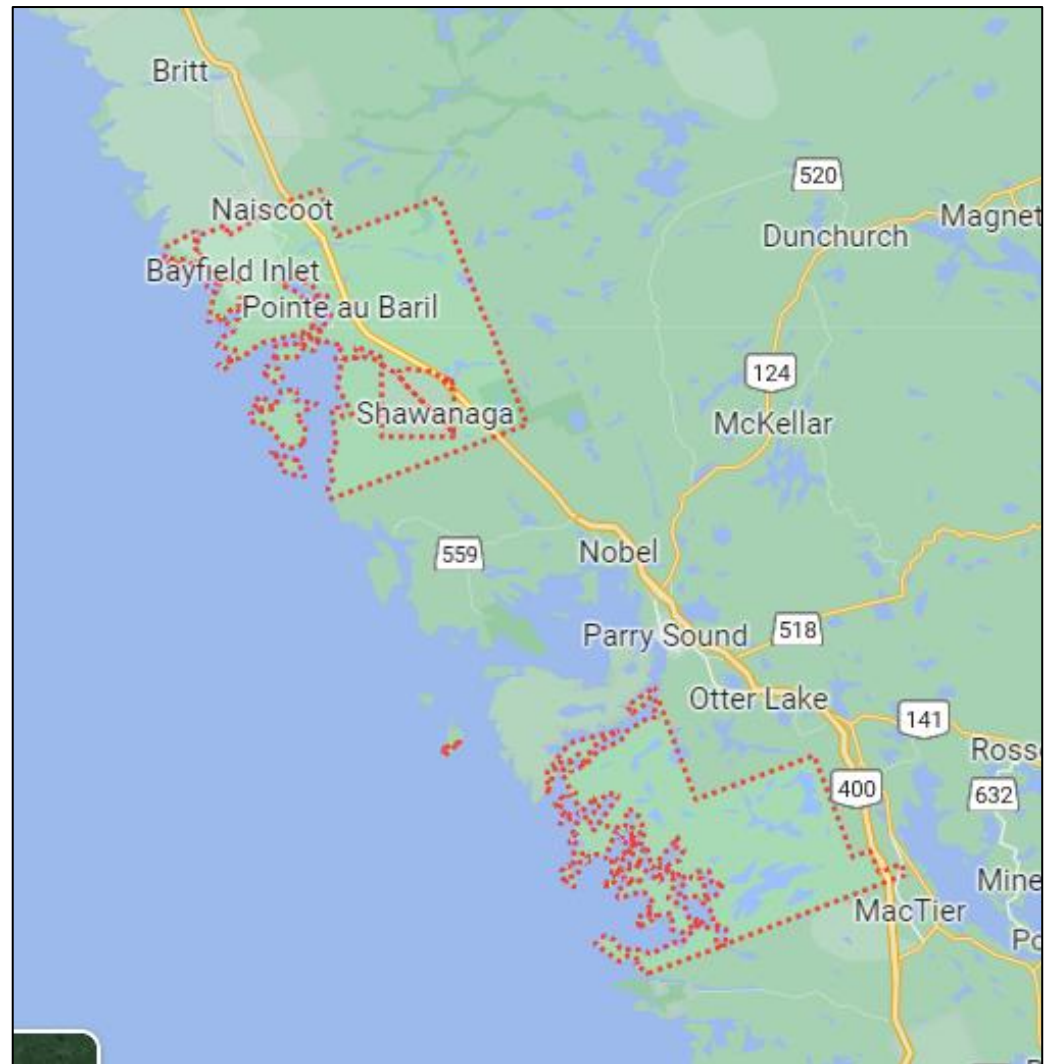 Britt
520
Naiscoot
Magnet
Dunchurch
Bayfield Inlet
Pointe au Baril
124
Shawanaga
McKellar
559
Nobel
518
Parry Sound
Otter Lake
141
Rosse
400
632
Mine
MacTier
Po